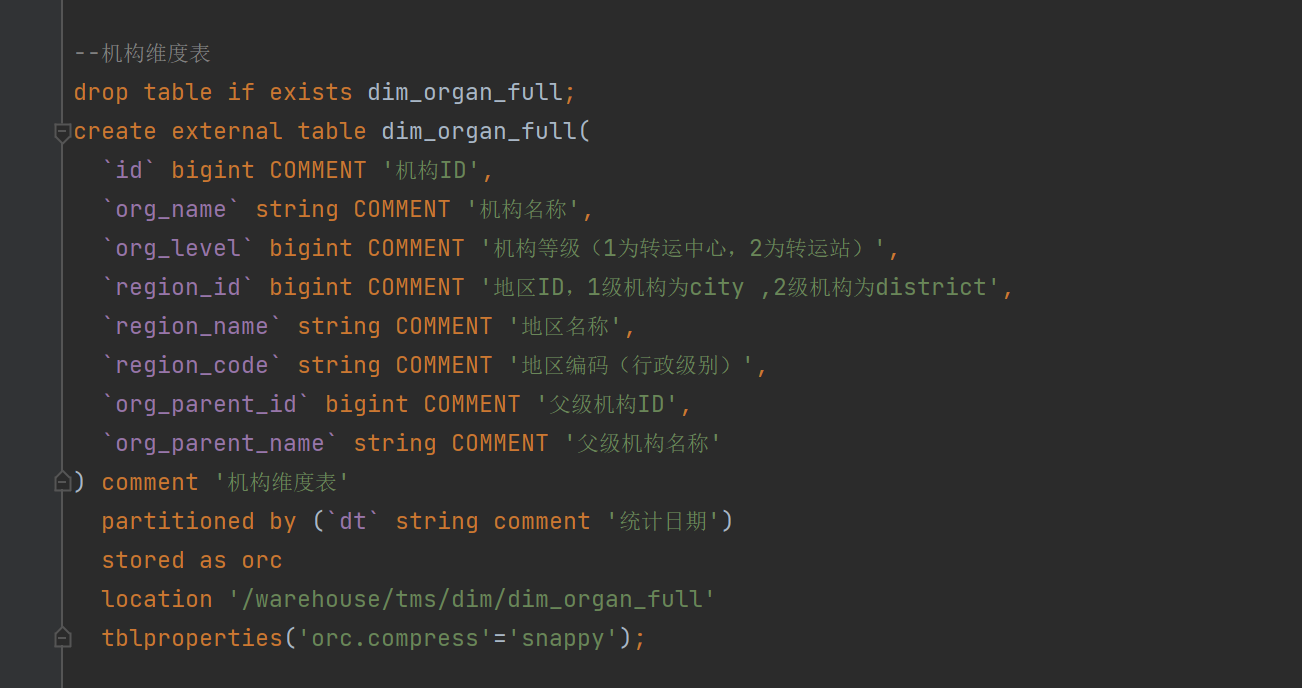 --机构维度表
drop table if exists dim_organ_full;
create external table dim_organ_full(
  `id` bigint COMMENT '机构ID',
  `org_name` string COMMENT '机构名称',
  `org_level` bigint COMMENT '机构等级（1为转运中心，2为转运站）',
  `region_id` bigint COMMENT '地区ID，1级机构为city ,2级机构为district',
  `region_name` string COMMENT '地区名称',
  `region_code` string COMMENT '地区编码（行政级别）',
  `org_parent_id` bigint COMMENT '父级机构ID',
  `org_parent_name` string COMMENT '父级机构名称'
) comment '机构维度表'
  partitioned by (`dt` string comment '统计日期')
  stored as orc
  location '/warehouse/tms/dim/dim_organ_full'
  tblproperties('orc.compress'='snappy');